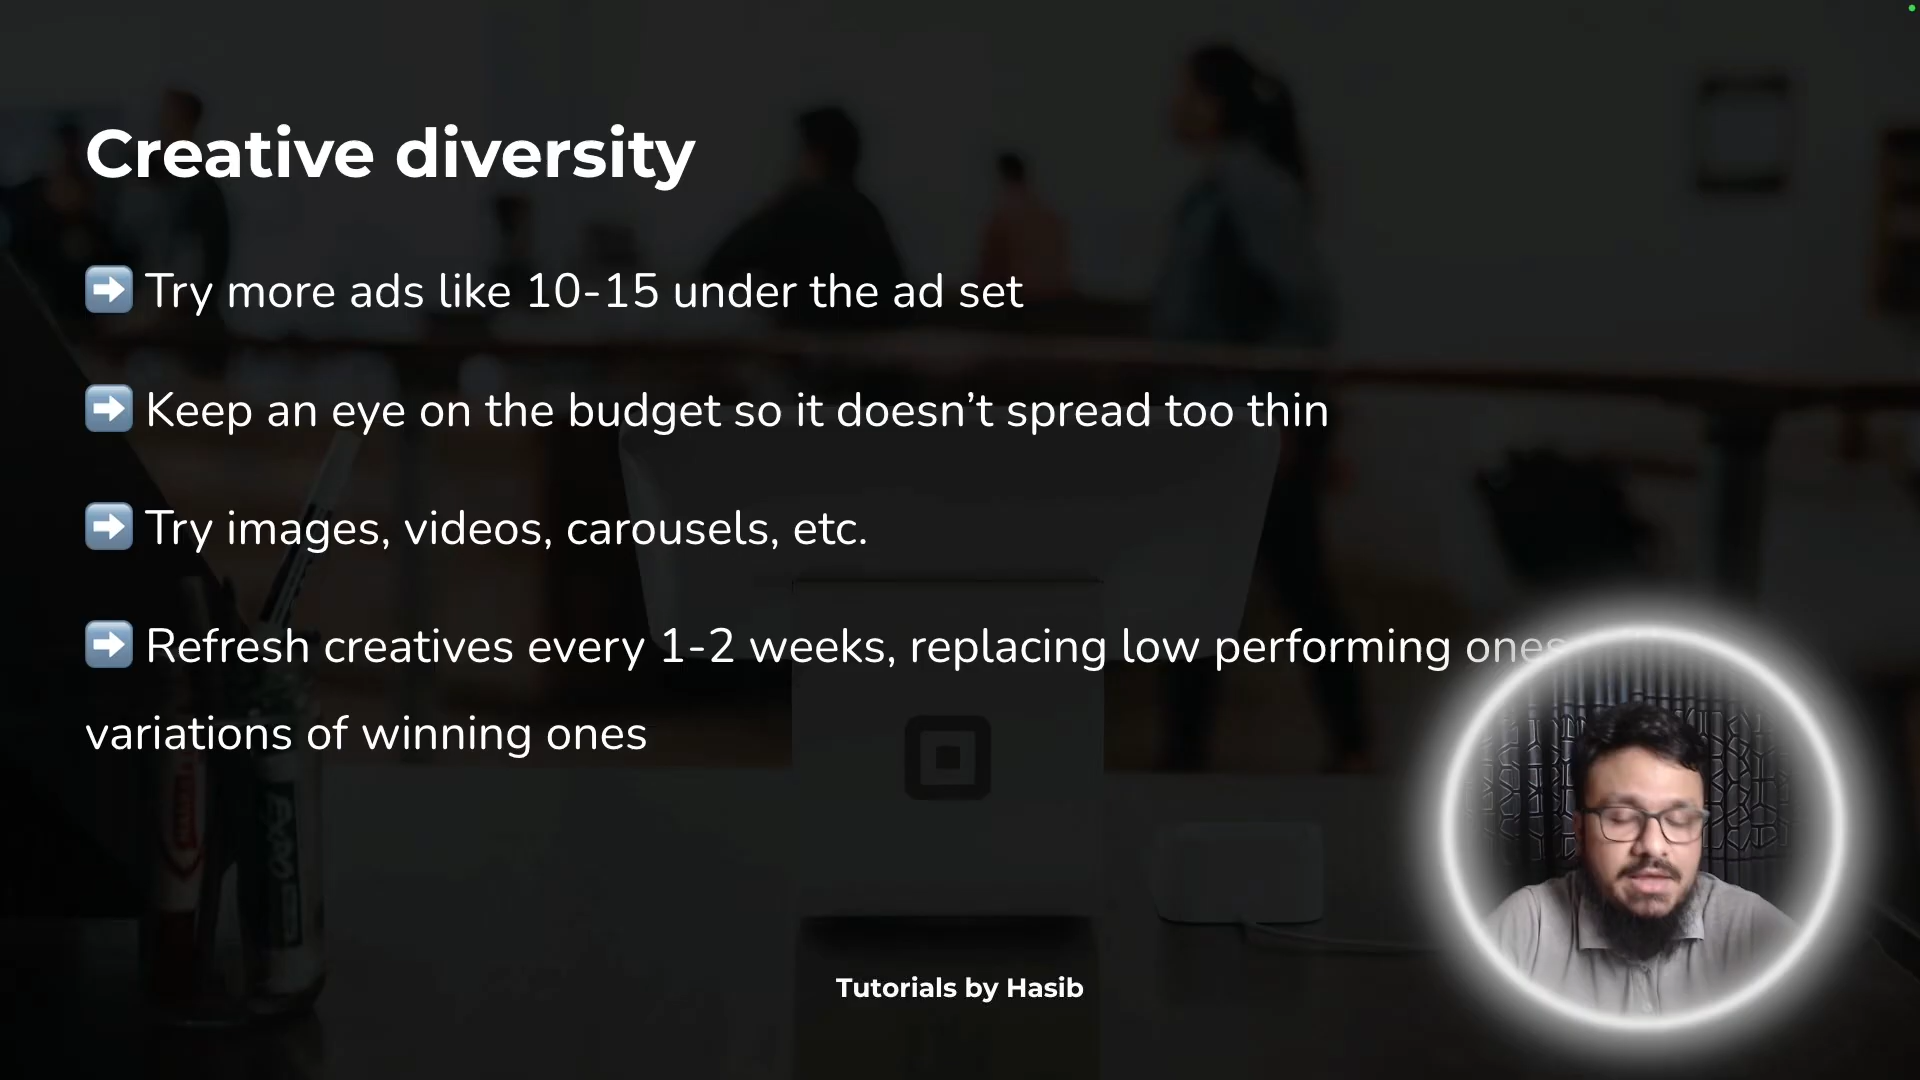 Creative diversity
➡️ Try more ads like 10-15 under the ad set
➡️ Keep an eye on the budget so it doesn’t spread too thin
➡️ Try images, videos, carousels, etc.
➡️ Refresh creatives every 1-2 weeks, replacing low performing ones
variations of winning ones
EXPO
Tutorials by Hasib